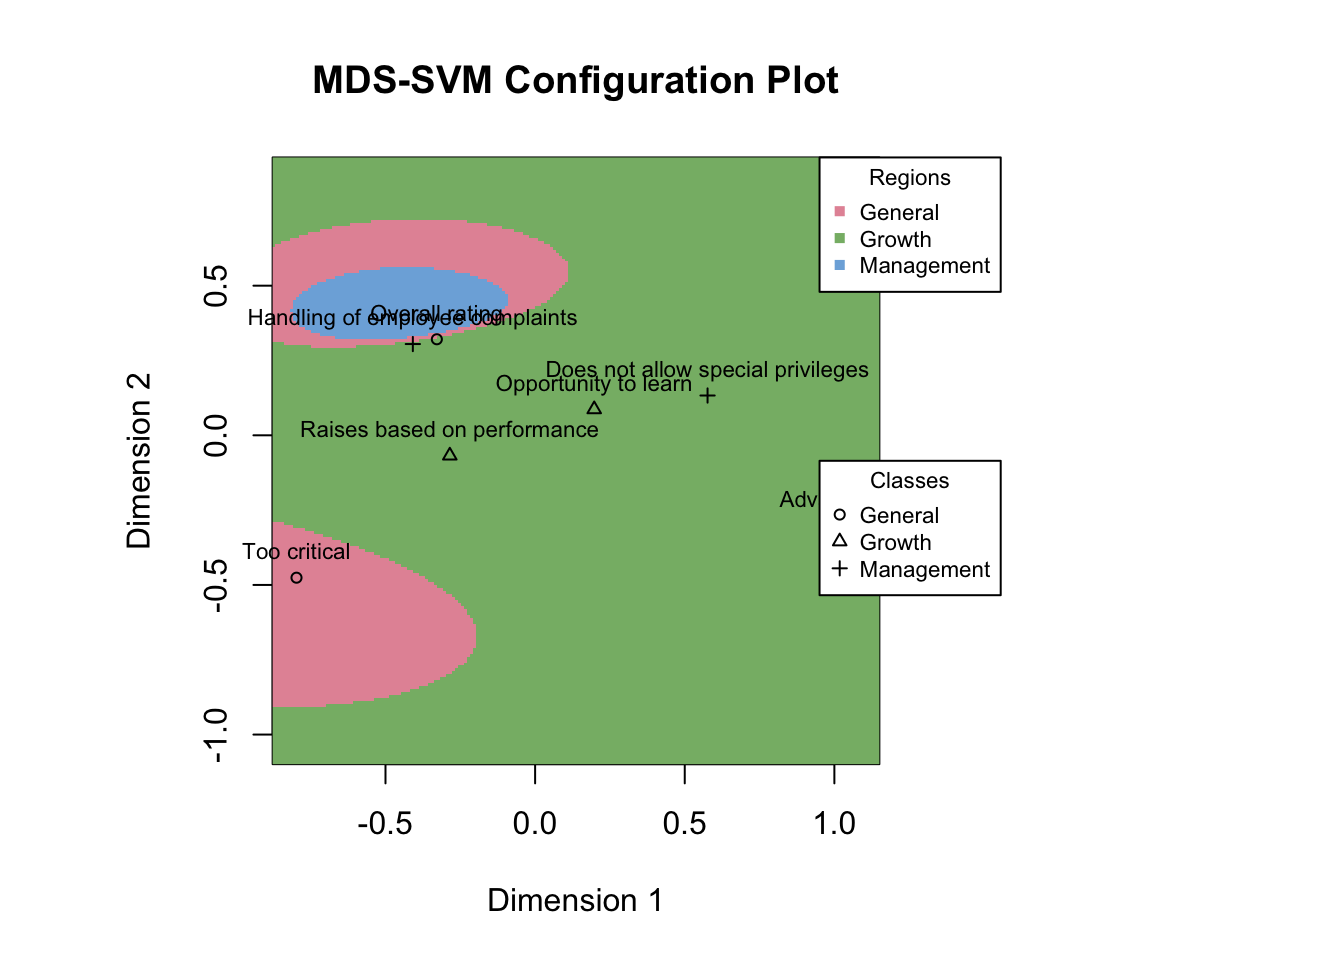 MDS-SVM Configuration Plot
Regions
General
Growth
Management
Overall rating
Handling of employee complaints
Does not allow special privileges
Opportunity to learn
Raises based on performance
Adv
Too critical
Classes
General
Growth
Management
0.5
0.0
-0.5
-1.0
Dimension 2
-0.5 0.0 0.5 1.0
Dimension 1